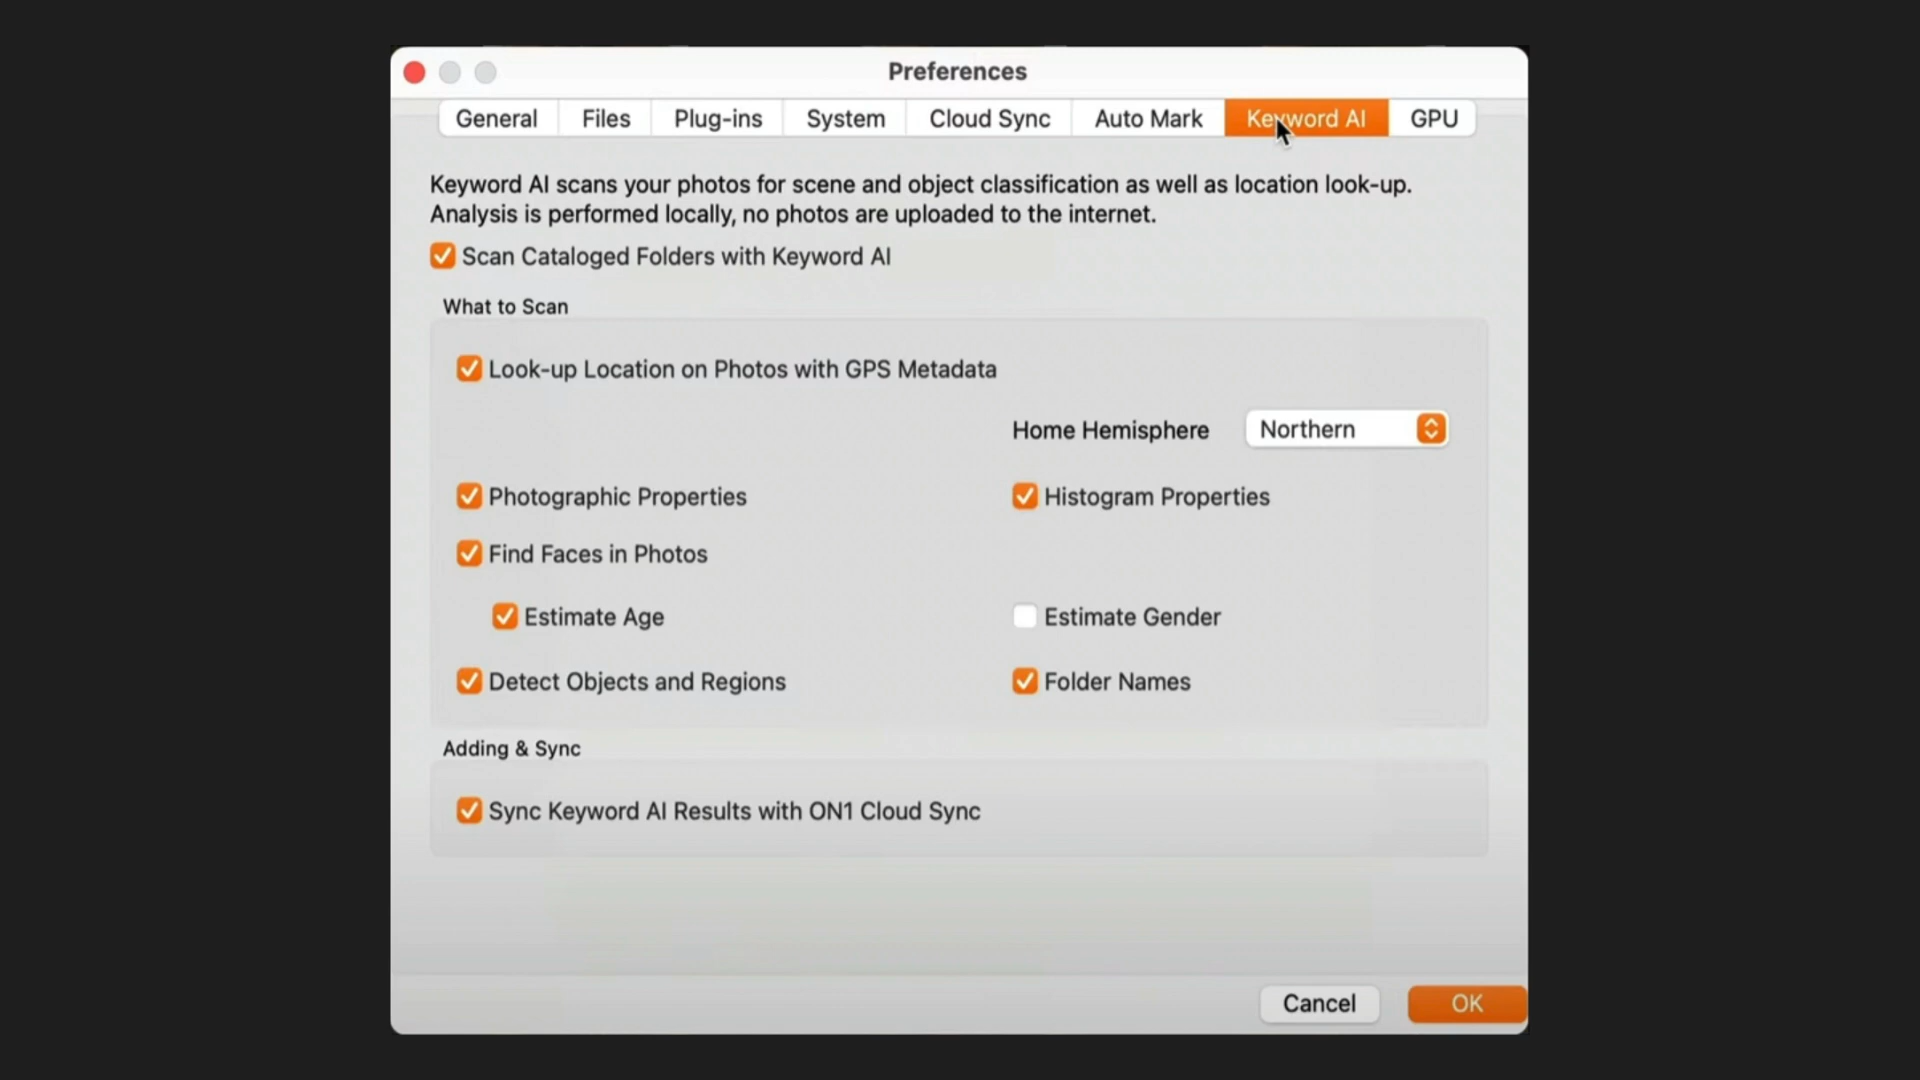 Preferences
General Files Plug-ins System Cloud Sync Auto Mark Keyword AI GPU
Keyword AI scans your photos for scene and object classification as well as location look-up.
Analysis is performed locally, no photos are uploaded to the internet.
Scan Cataloged Folders with Keyword AI
What to Scan
Look-up Location on Photos with GPS Metadata
Home Hemisphere Northern
Photographic Properties Histogram Properties
Find Faces in Photos
Estimate Age Estimate Gender
Detect Objects and Regions Folder Names
Adding & Sync
Sync Keyword AI Results with ON1 Cloud Sync
Cancel OK